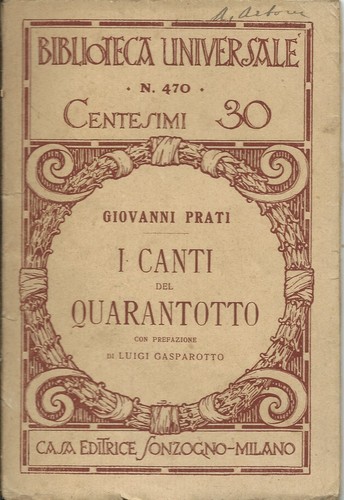 BIBLIOTECA UNIVERSALE
• N. 470 •
CENTESIMI 30
GIOVANNI PRATI
I CANTI
DEL
QUARANTOTTO
CON PREFAZIONE
DI LUIGI GASPAROTTO
CASA EDITRICE SONZOGNO-MILANO